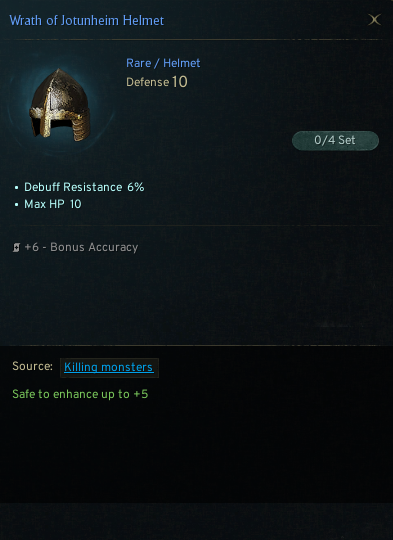 Wrath of Jotunheim Helmet
Rare / Helmet
Defense 10
0/4 Set
• Debuff Resistance 6%
• Max HP 10
+6 - Bonus Accuracy
Source: Killing monsters
Safe to enhance up to +5